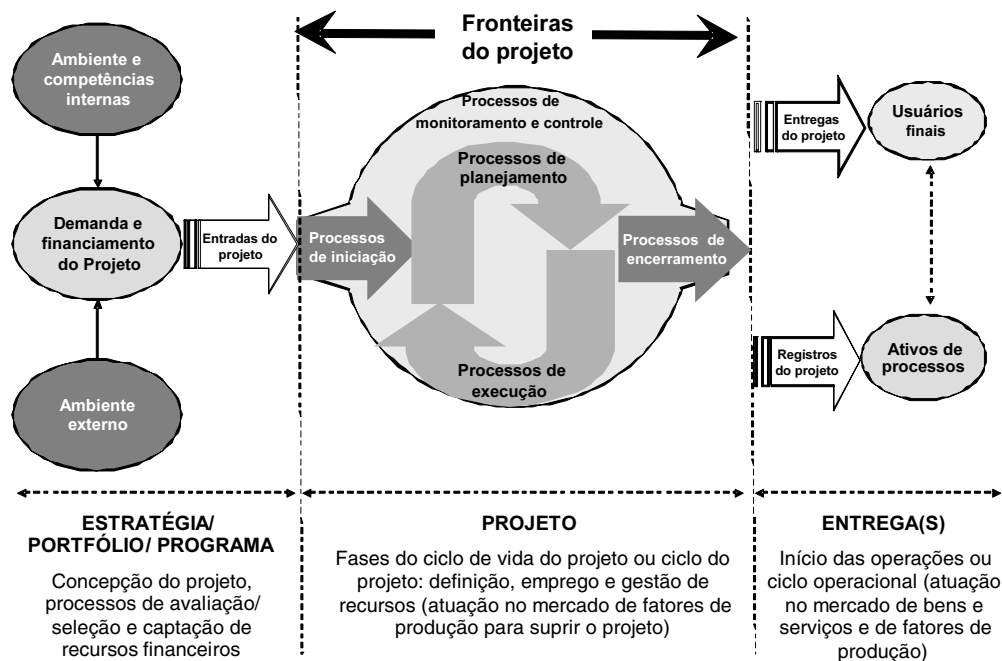 Fronteiras
do projeto
Ambiente e
competências
internas
Demanda e
financiamento
do Projeto
Ambiente
externo
Entradas do
projeto
Processos de
monitoramento e controle
Processos de
planejamento
Processos
de iniciação
Processos de
encerramento
Processos de
execução
Entregas
do projeto
Usuários
finais
Registros
do projeto
Ativos de
processos
ESTRATÉGIA/
PORTFÓLIO/ PROGRAMA
Concepção do projeto,
processos de avaliação/
seleção e captação de
recursos financeiros
PROJETO
Fases do ciclo de vida do projeto ou ciclo do
projeto: definição, emprego e gestão de
recursos (atuação no mercado de fatores de
produção para suprir o projeto)
ENTREGA(S)
Início das operações ou
ciclo operacional (atuação
no mercado de bens e
serviços e de fatores de
produção)